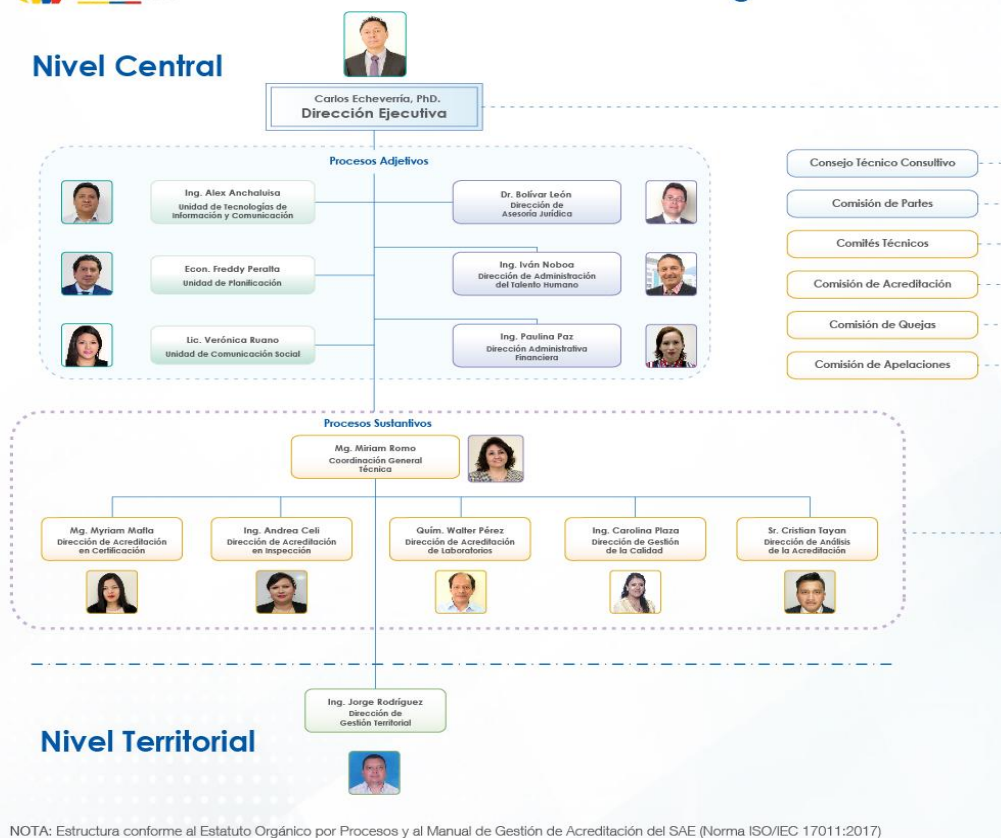 Nivel Central
Carlos Echeverría, PhD.
Dirección Ejecutiva
Procesos Adjetivos
Ing. Alex Anchaluisa
Unidad de Tecnologías de
Información y Comunicación
Dr. Bolívar León
Dirección de
Asesoría Jurídica
Econ. Freddy Peralta
Unidad de Planificación
Ing. Iván Noboa
Dirección de Administración
del Talento Humano
Lic. Verónica Ruano
Unidad de Comunicación Social
Ing. Paulina Paz
Dirección Administrativa
Financiera
Consejo Técnico Consultivo
Comisión de Partes
Comités Técnicos
Comisión de Acreditación
Comisión de Quejas
Comisión de Apelaciones
Procesos Sustantivos
Mg. Miriam Romo
Coordinación General
Técnica
Mg. Myriam Mafla
Dirección de Acreditación
en Certificación
Ing. Andrea Celi
Dirección de Acreditación
en Inspección
Quím. Walter Pérez
Dirección de Acreditación
de Laboratorios
Ing. Carolina Plaza
Dirección de Gestión
de la Calidad
Sr. Cristian Tayan
Dirección de Análisis
de la Acreditación
Ing. Jorge Rodríguez
Dirección de
Gestión Territorial
Nivel Territorial
NOTA: Estructura conforme al Estatuto Orgánico por Procesos y al Manual de Gestión de Acreditación del SAE (Norma ISO/IEC 17011:2017)